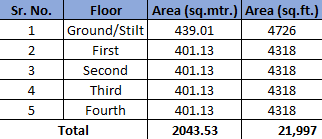 Sr. No. Floor Area (sq.mtr.) Area (sq.ft.)
1 Ground/Stilt 439.01 4726
2 First 401.13 4318
3 Second 401.13 4318
4 Third 401.13 4318
5 Fourth 401.13 4318
Total 2043.53 21,997